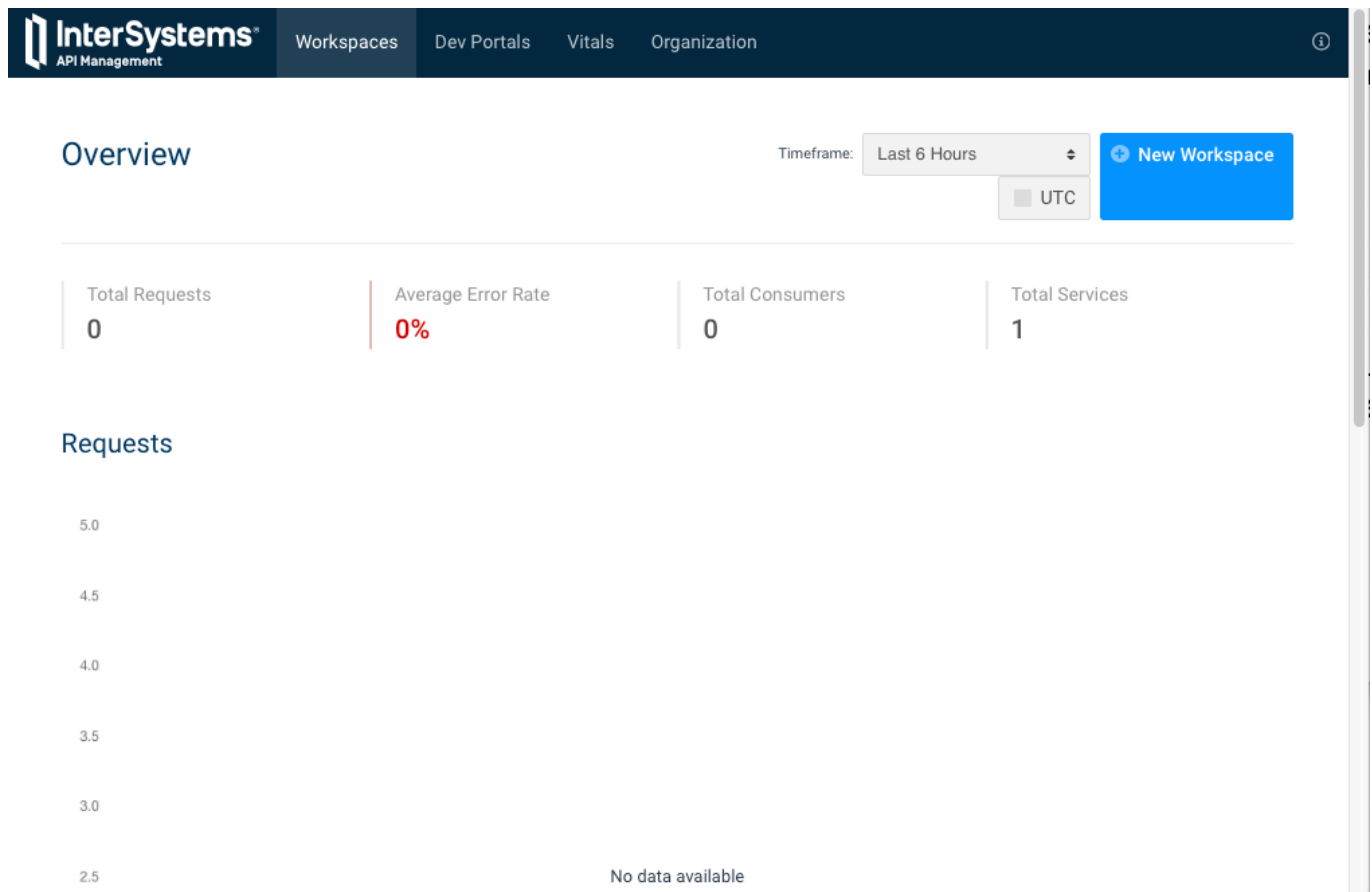 InterSystems®
API Management
Workspaces
Dev Portals
Vitals
Organization
Overview
Timeframe:
Last 6 Hours
New Workspace
UTC
Total Requests
0
Average Error Rate
0%
Total Consumers
0
Total Services
1
Requests
5.0
4.5
4.0
3.5
3.0
2.5
No data available